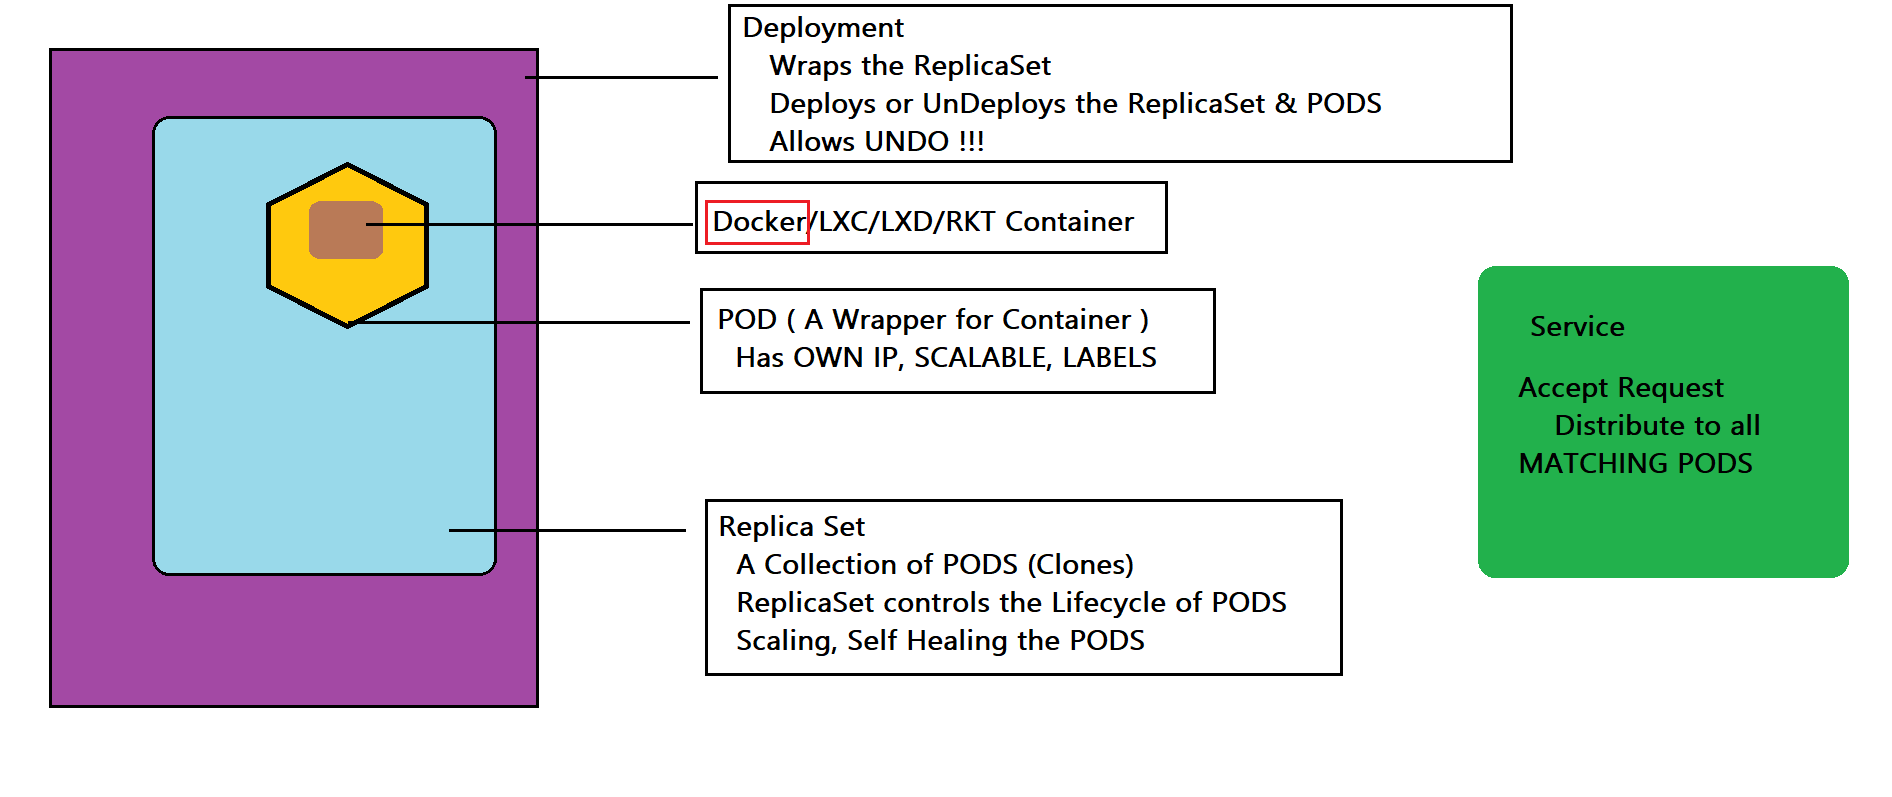 Deployment
Wraps the ReplicaSet
Deploys or UnDeploys the ReplicaSet & PODS
Allows UNDO !!!
Docker/LXC/LXD/RKT Container
POD ( A Wrapper for Container )
Has OWN IP, SCALABLE, LABELS
Replica Set
A Collection of PODS (Clones)
ReplicaSet controls the Lifecycle of PODS
Scaling, Self Healing the PODS
Service
Accept Request
Distribute to all
MATCHING PODS